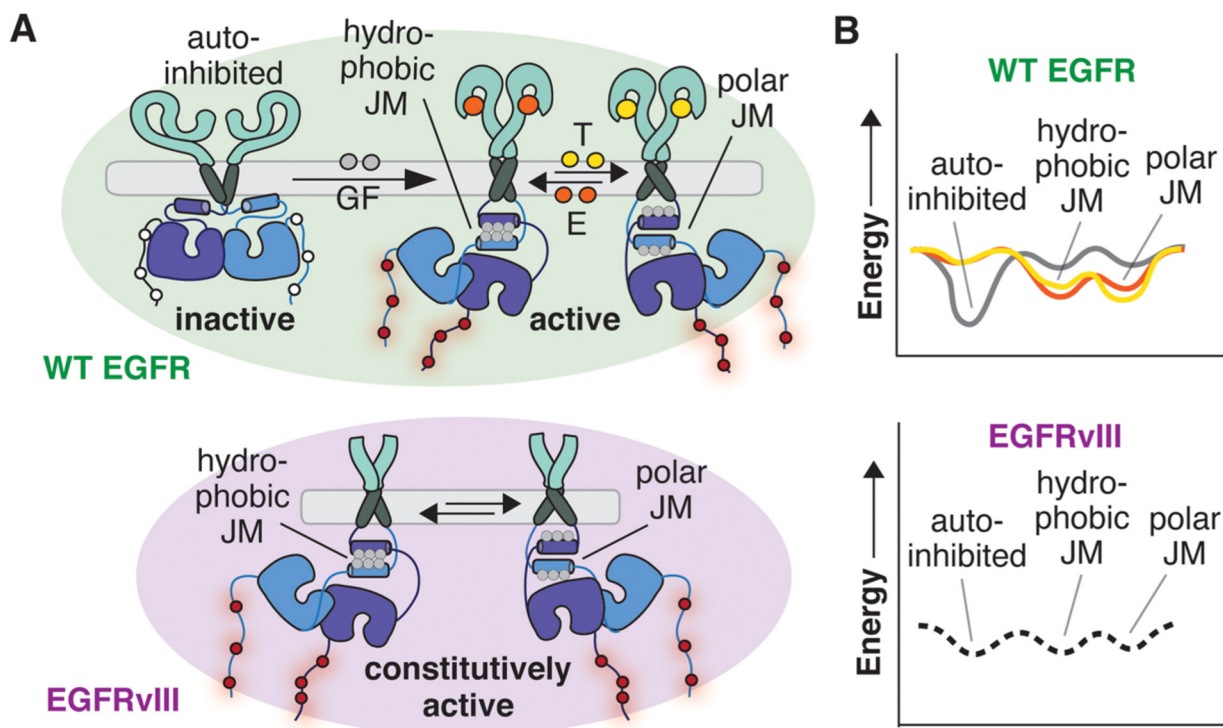 A
auto-
inhibited
hydro-
phobic
JM
polar
JM
T
E
GF
inactive
active
WT EGFR
hydro-
phobic
JM
polar
JM
constitutively
active
EGFRvIII
B
WT EGFR
Energy
auto-
inhibited
hydro-
phobic
JM
polar
JM
EGFRvIII
Energy
auto-
inhibited
hydro-
phobic
JM
polar
JM